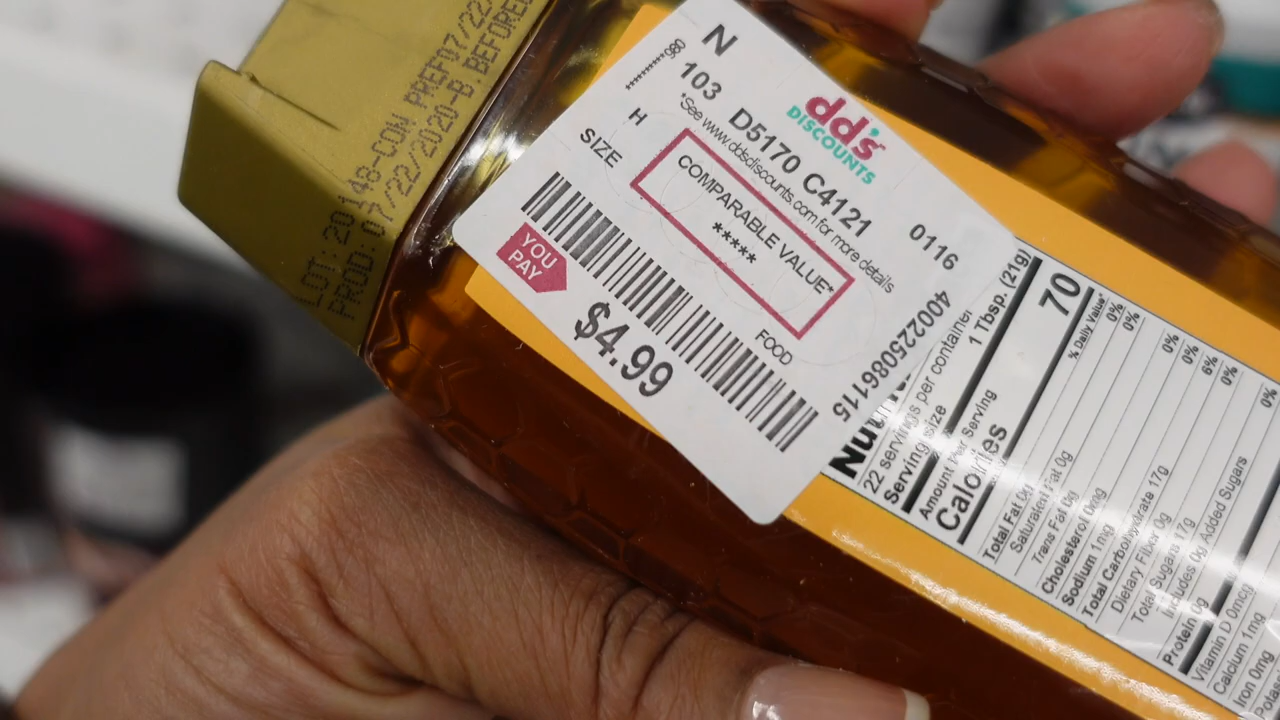 LOT: 20148-CON PREF07/22/
PROD: 07/22/2020-B.BEFORE
N
103 D5170 C4121 0116
*See www.ddsdiscounts.com for more details
dd's
DISCOUNTS
H
SIZE
COMPARABLE VALUE*
*****
YOU
PAY
$4.99
FOOD
400225086115
22 servings per container
Serving size 1 Tbsp. (21g)
Amount Per Serving
Calories 70
% Daily Value*
Total Fat 0g 0%
Saturated Fat 0g 0%
Trans Fat 0g
Cholesterol 0mg 0%
Sodium 1mg 0%
Total Carbohydrate 17g 6%
Dietary Fiber 0g 0%
Total Sugars 17g
Includes 0g Added Sugars 0%
Protein 0g
Vitamin D 0mcg
Calcium 1mg
Iron 0mg